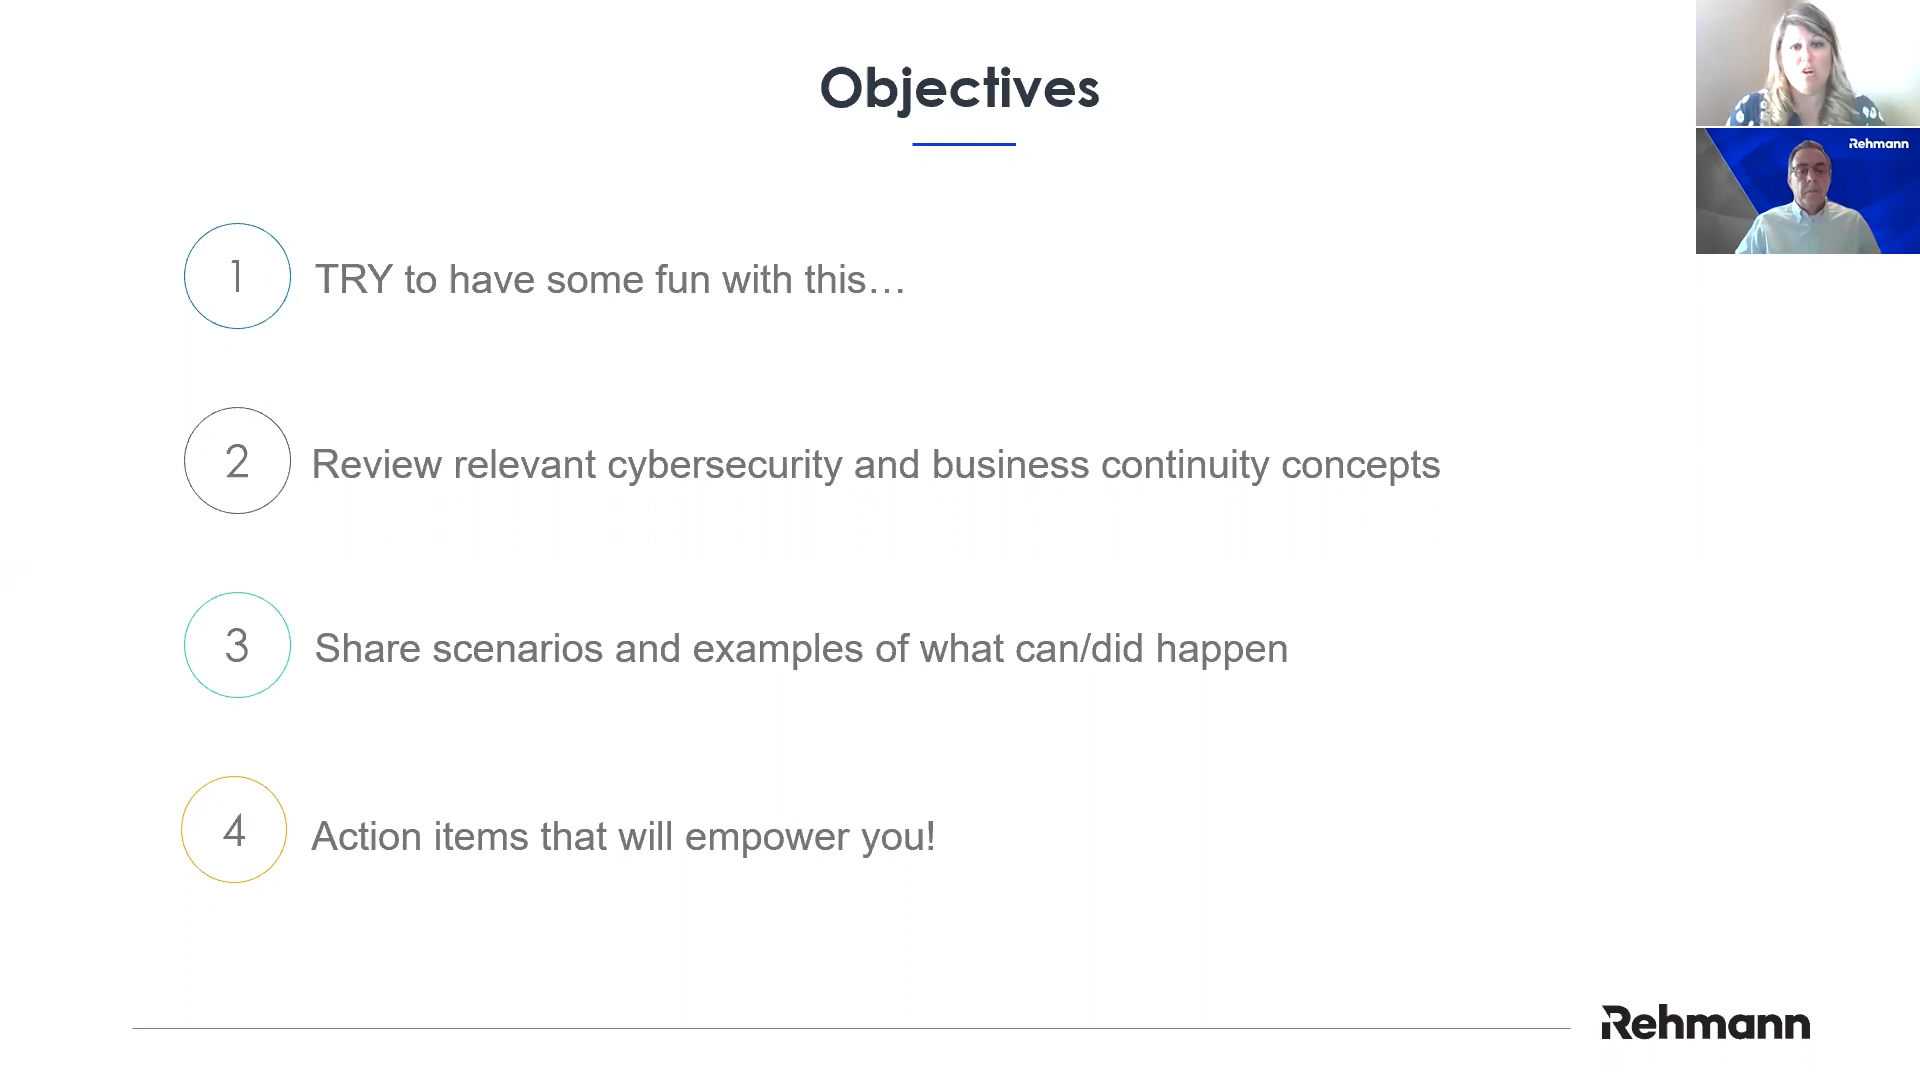 Objectives
Rehmann
1
TRY to have some fun with this…
2
Review relevant cybersecurity and business continuity concepts
3
Share scenarios and examples of what can/did happen
4
Action items that will empower you!
Rehmann